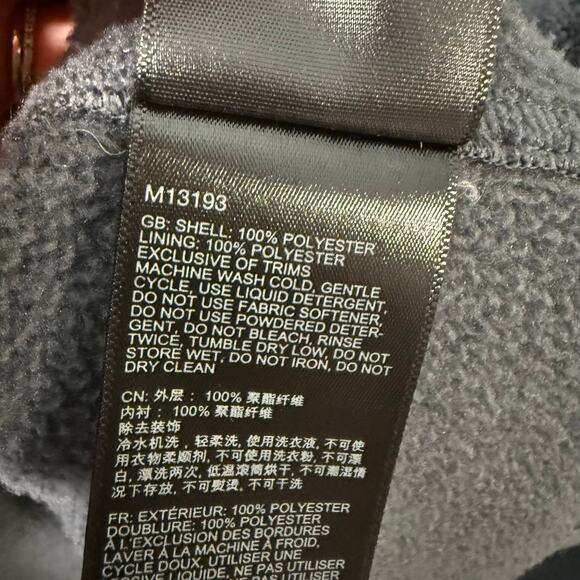 M13193
GB: SHELL: 100% POLYESTER
LINING: 100% POLYESTER
EXCLUSIVE OF TRIMS
MACHINE WASH COLD, GENTLE
CYCLE, USE LIQUID DETERGENT,
DO NOT USE FABRIC SOFTENER,
DO NOT USE POWDERED DETER-
GENT, DO NOT BLEACH, RINSE
TWICE, TUMBLE DRY LOW, DO NOT
STORE WET, DO NOT IRON, DO NOT
DRY CLEAN
CN: 外层： 100% 聚酯纤维
内衬： 100% 聚酯纤维
除去装饰
冷水机洗，轻柔洗, 使用洗衣液, 不可使
用衣物柔顺剂, 不可使用洗衣粉, 不可漂
白, 漂洗两次, 低温滚筒烘干, 不可潮湿情
况下存放, 不可熨烫, 不可干洗
FR: EXTÉRIEUR: 100% POLYESTER
DOUBLURE: 100% POLYESTER
À L'EXCLUSION DES BORDURES
LAVER À LA MACHINE À FROID,
CYCLE DOUX, UTILISER UNE
LESSIVE LIQUIDE, NE PAS UTILISER